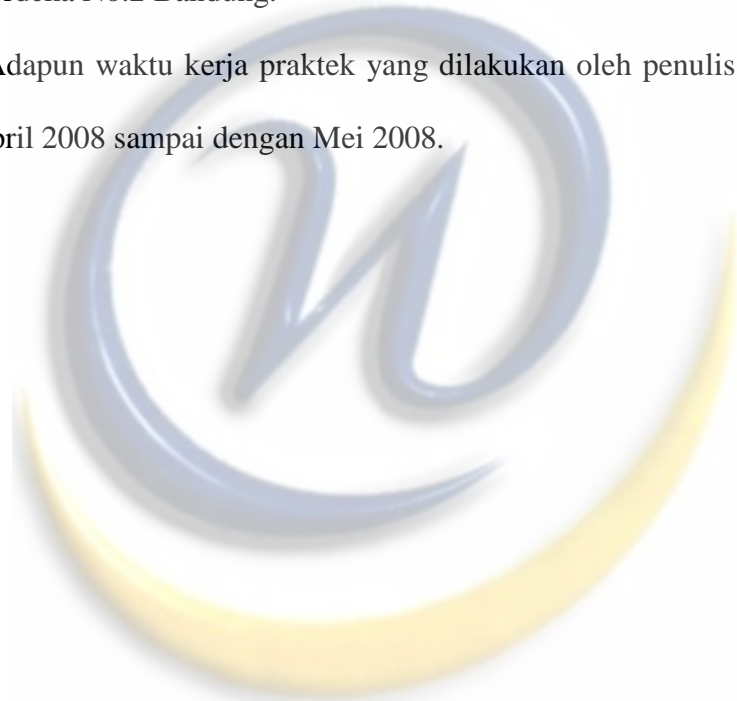 No.2 Bandung.
Adapun waktu kerja praktek yang dilakukan oleh penulis
pril 2008 sampai dengan Mei 2008.